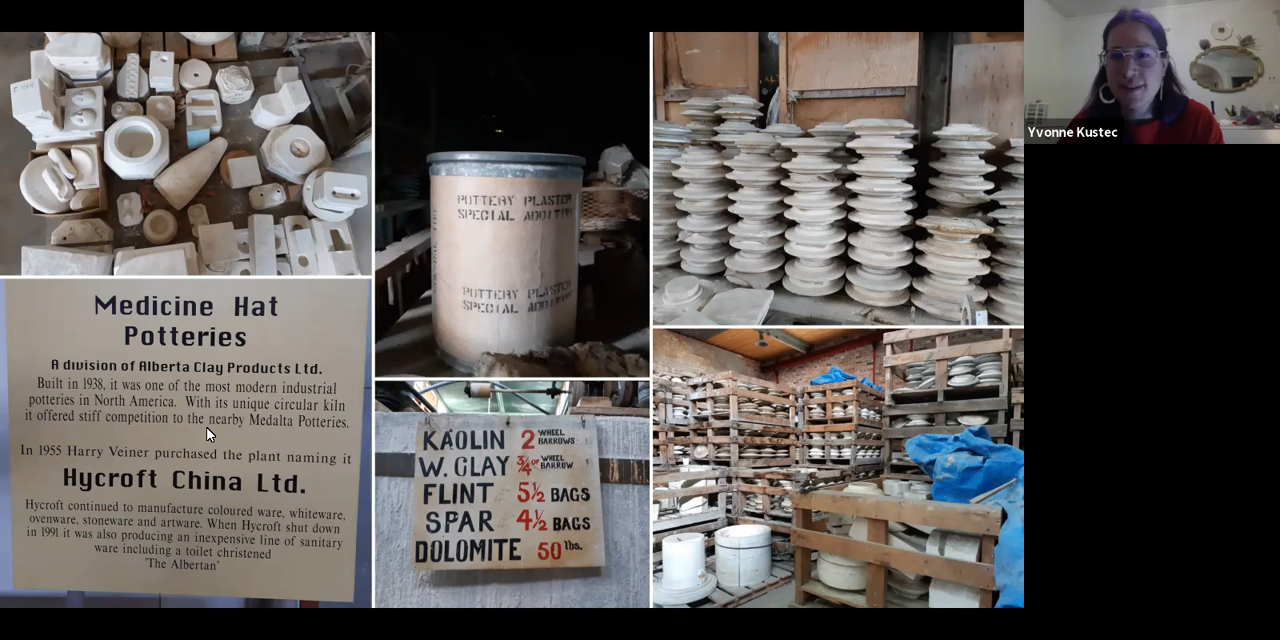 Yvonne Kustec
POTTERY PLASTER
SPECIAL ADDITIVE
POTTERY PLASTER
SPECIAL ADDITIVE
Medicine Hat
Potteries
A division of Alberta Clay Products Ltd.
Built in 1938, it was one of the most modern industrial
potteries in North America. With its unique circular kiln
it offered stiff competition to the nearby Medalta Potteries.
In 1955 Harry Veiner purchased the plant naming it
Hycroft China Ltd.
Hycroft continued to manufacture coloured ware, whiteware,
ovenware, stoneware and artware. When Hycroft shut down
in 1991 it was also producing an inexpensive line of sanitary
ware including a toilet christened
'The Albertan'
KAOLIN 2 WHEEL BARROWS
W. CLAY 3/4 OF WHEEL BARROW
FLINT 5 1/2 BAGS
SPAR 4 1/2 BAGS
DOLOMITE 50 lbs.